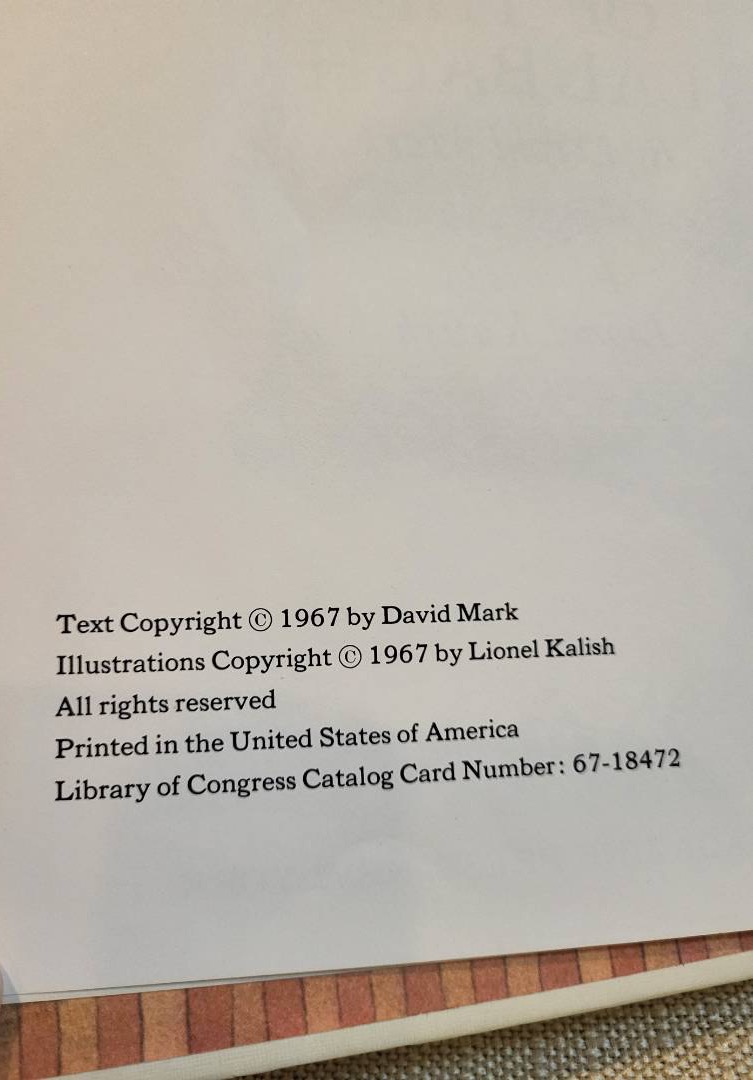 Text Copyright © 1967 by David Mark
Illustrations Copyright © 1967 by Lionel Kalish
All rights reserved
Printed in the United States of America
Library of Congress Catalog Card Number: 67-18472